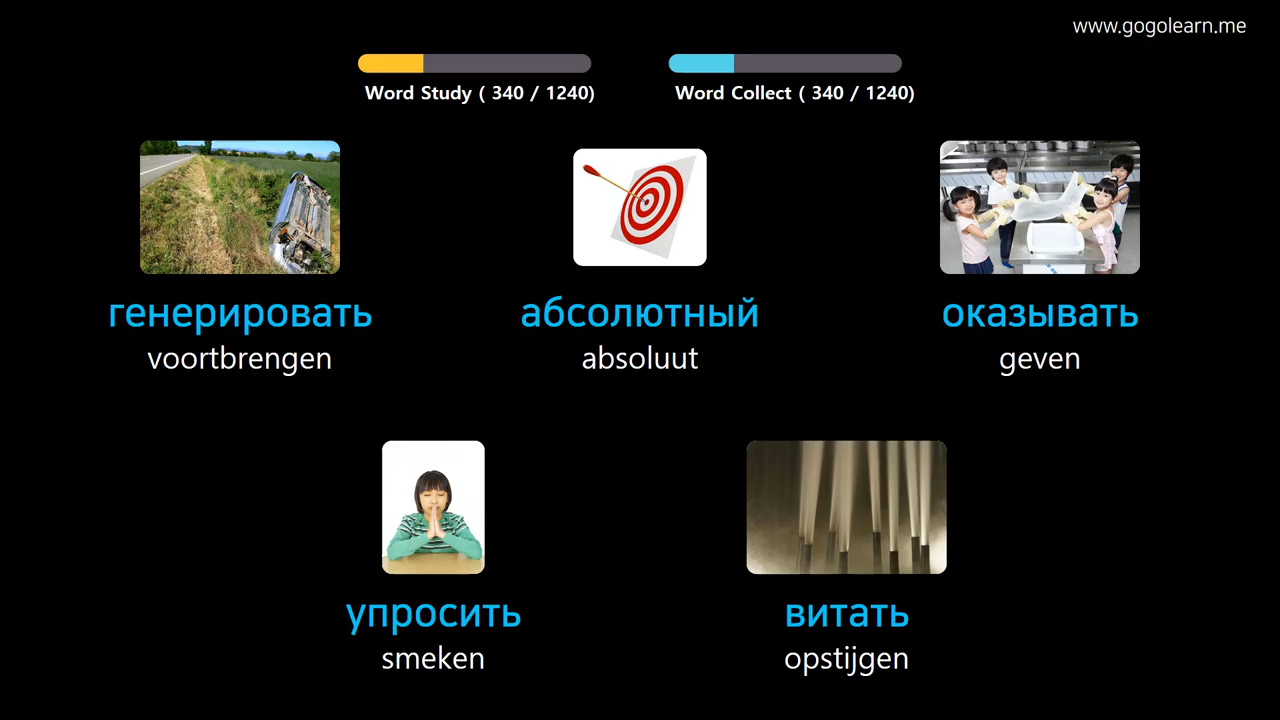 www.gogolearn.me
Word Study ( 340 / 1240)
Word Collect ( 340 / 1240)
генерировать
voortbrengen
абсолютный
absoluut
оказывать
geven
упросить
smeken
витать
opstijgen